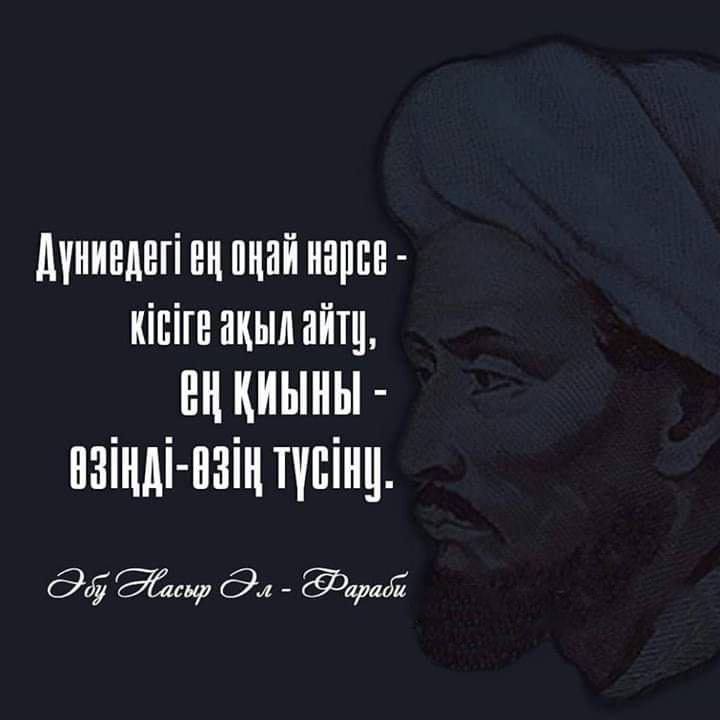 Дүниедегі ең оңай нәрсе -
кісіге ақыл айту,
ең қиыны -
өзіңді-өзің түсіну.
Әбу Насыр Әл - Фараби